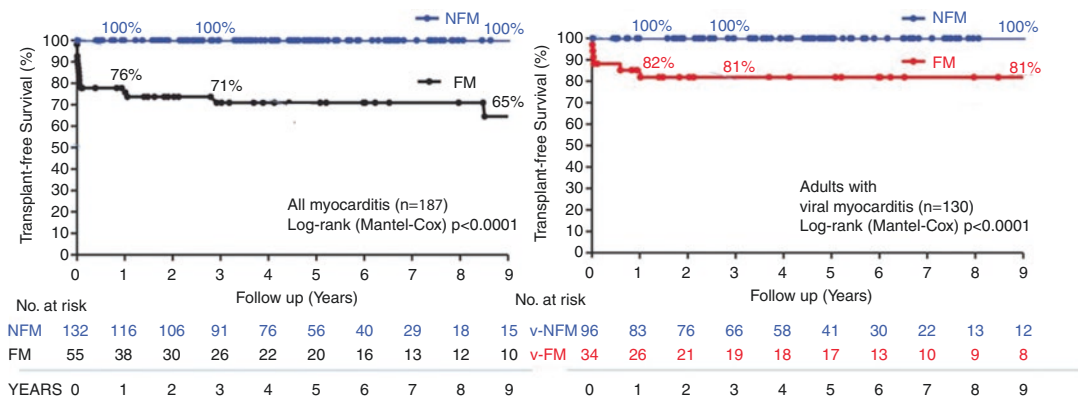 NFM
100% 100% 100%
100
90
80
70
60
50
40
30
20
10
0
Transplant-free Survival (%)
FM
76%
71%
65%
All myocarditis (n=187)
Log-rank (Mantel-Cox) p<0.0001
0 1 2 3 4 5 6 7 8 9
Follow up (Years)
NFM
100% 100% 100%
100
90
80
70
60
50
40
30
20
10
0
Transplant-free Survival (%)
FM
82% 81% 81%
Adults with
viral myocarditis (n=130)
Log-rank (Mantel-Cox) p<0.0001
0 1 2 3 4 5 6 7 8 9
Follow up (Years)
No. at risk
NFM 132 116 106 91 76 56 40 29 18 15
FM 55 38 30 26 22 20 16 13 12 10
YEARS 0 1 2 3 4 5 6 7 8 9
No. at risk
v-NFM 96 83 76 66 58 41 30 22 13 12
v-FM 34 26 21 19 18 17 13 10 9 8
0 1 2 3 4 5 6 7 8 9